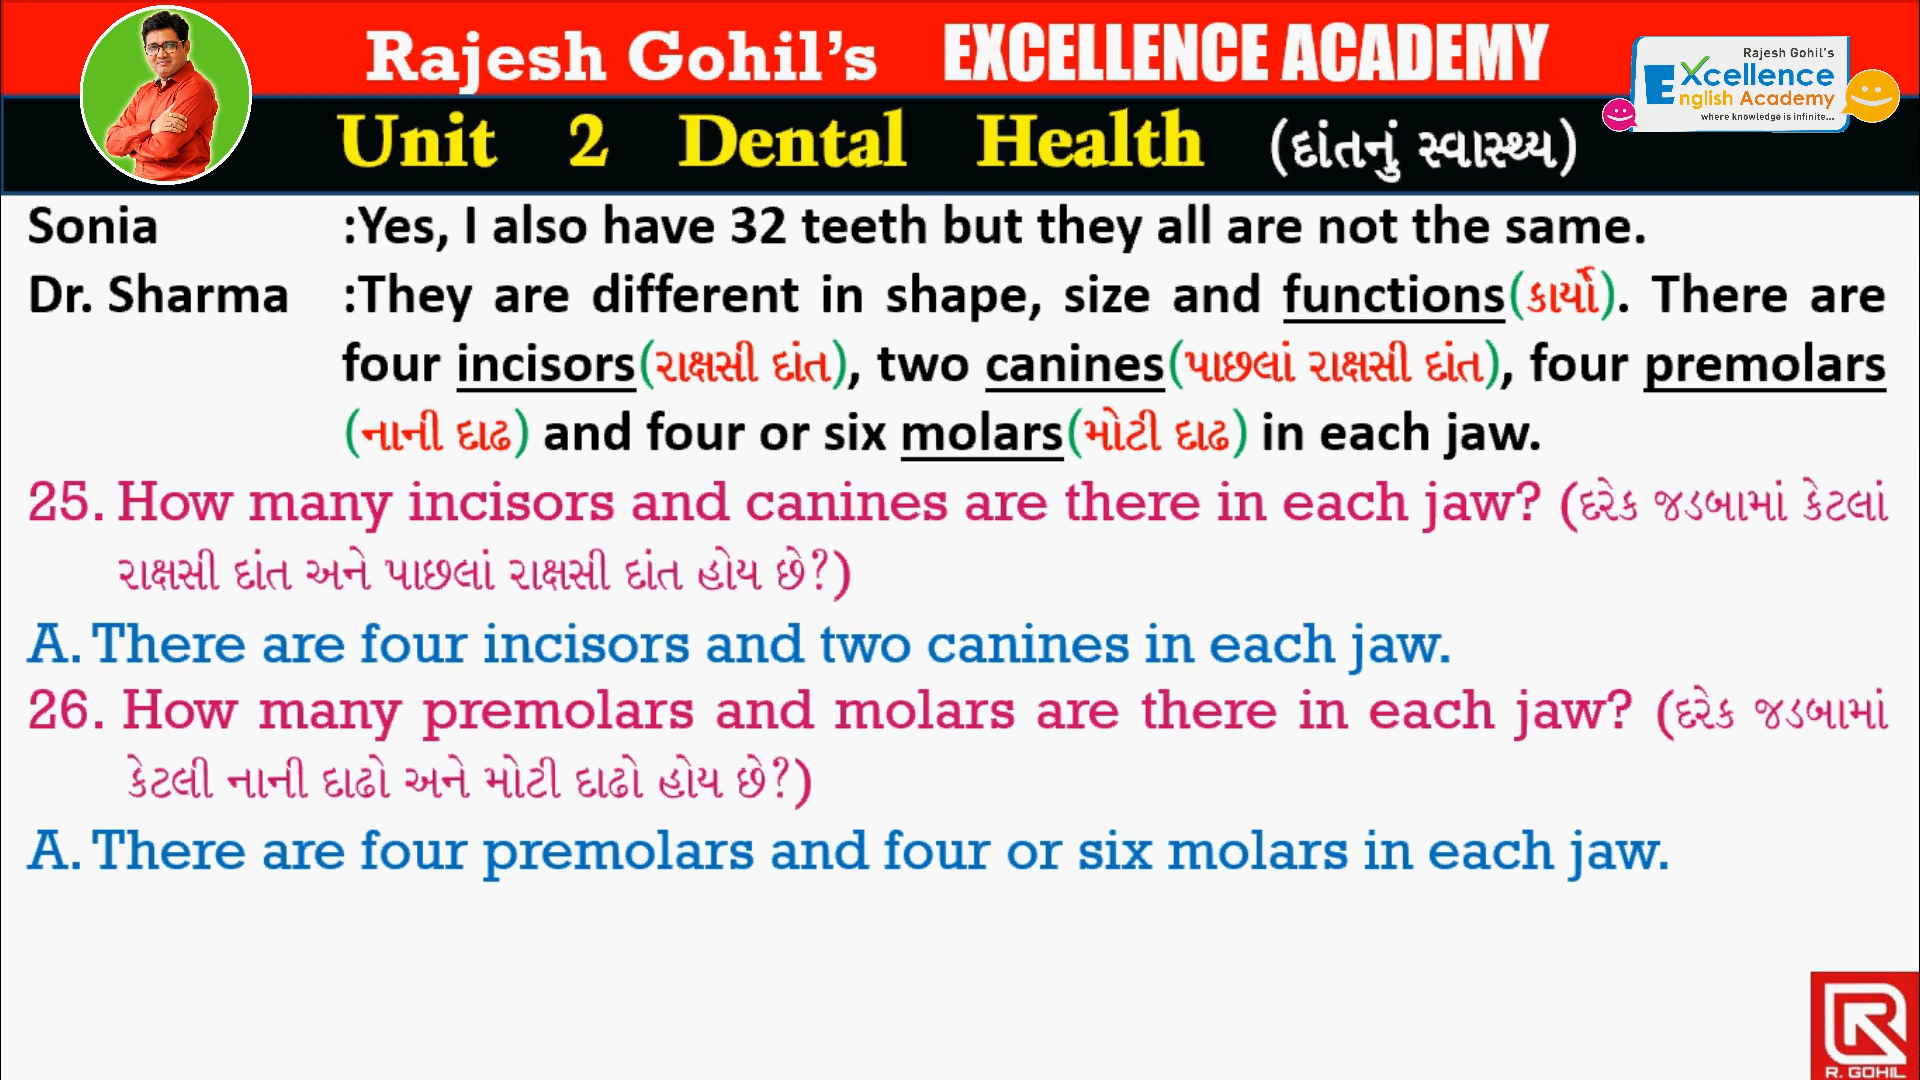 Rajesh Gohil's EXCELLENCE ACADEMY
Rajesh Gohil's
Excellence
English Academy
where knowledge is infinite...
Unit 2 Dental Health (દાંતનું સ્વાસ્થ્ય)
Sonia :Yes, I also have 32 teeth but they all are not the same.
Dr. Sharma :They are different in shape, size and functions(કાર્યો). There are
four incisors(રાક્ષસી દાંત), two canines(પાછલાં રાક્ષસી દાંત), four premolars
(નાની દાઢ) and four or six molars(મોટી દાઢ) in each jaw.
25. How many incisors and canines are there in each jaw? (દરેક જડબામાં કેટલાં
રાક્ષસી દાંત અને પાછલાં રાક્ષસી દાંત હોય છે?)
A. There are four incisors and two canines in each jaw.
26. How many premolars and molars are there in each jaw? (દરેક જડબામાં
કેટલી નાની દાઢો અને મોટી દાઢો હોય છે?)
A. There are four premolars and four or six molars in each jaw.
R. GOHIL